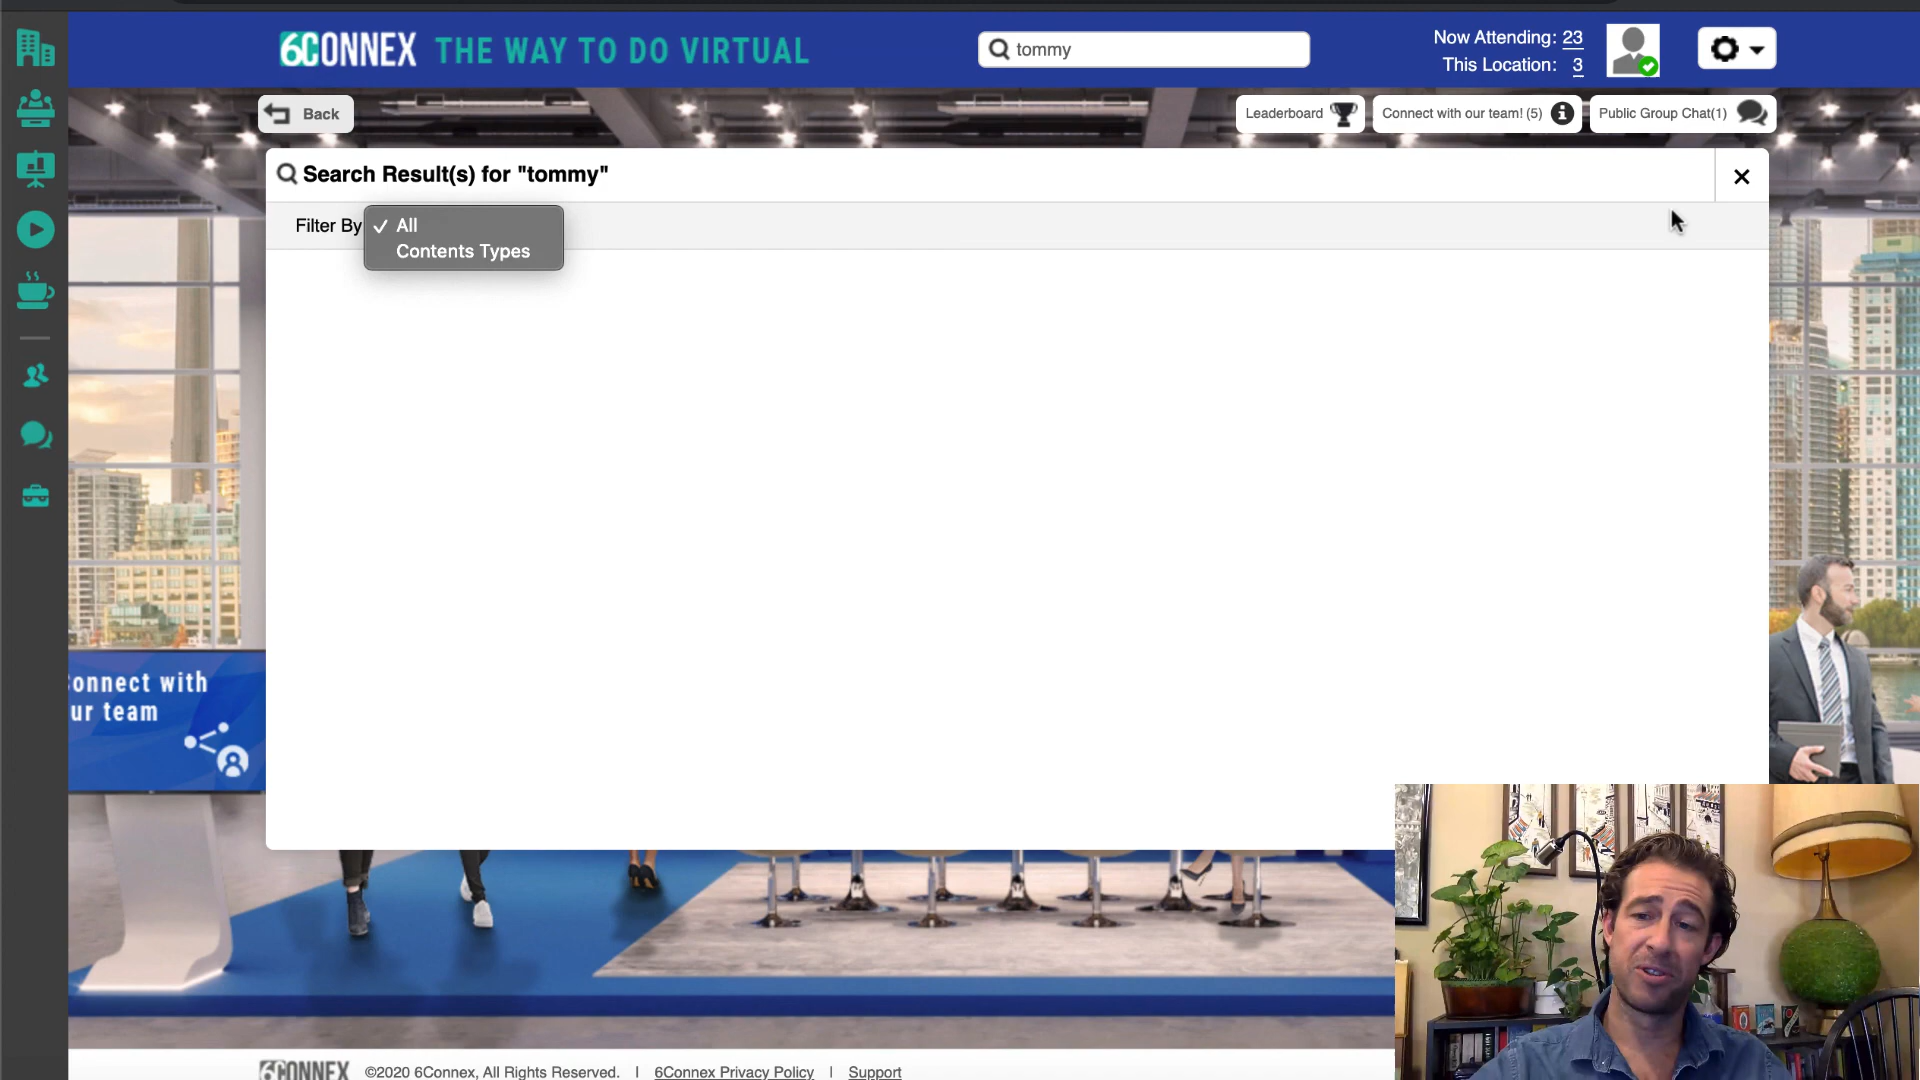 6CONNEX THE WAY TO DO VIRTUAL
tommy
Now Attending: 23
This Location: 3
Back
Leaderboard
Connect with our team! (5)
Public Group Chat(1)
Search Result(s) for "tommy"
Filter By
All
Contents Types
onnect with
ur team
6CONNEX ©2020 6Connex, All Rights Reserved. | 6Connex Privacy Policy | Support